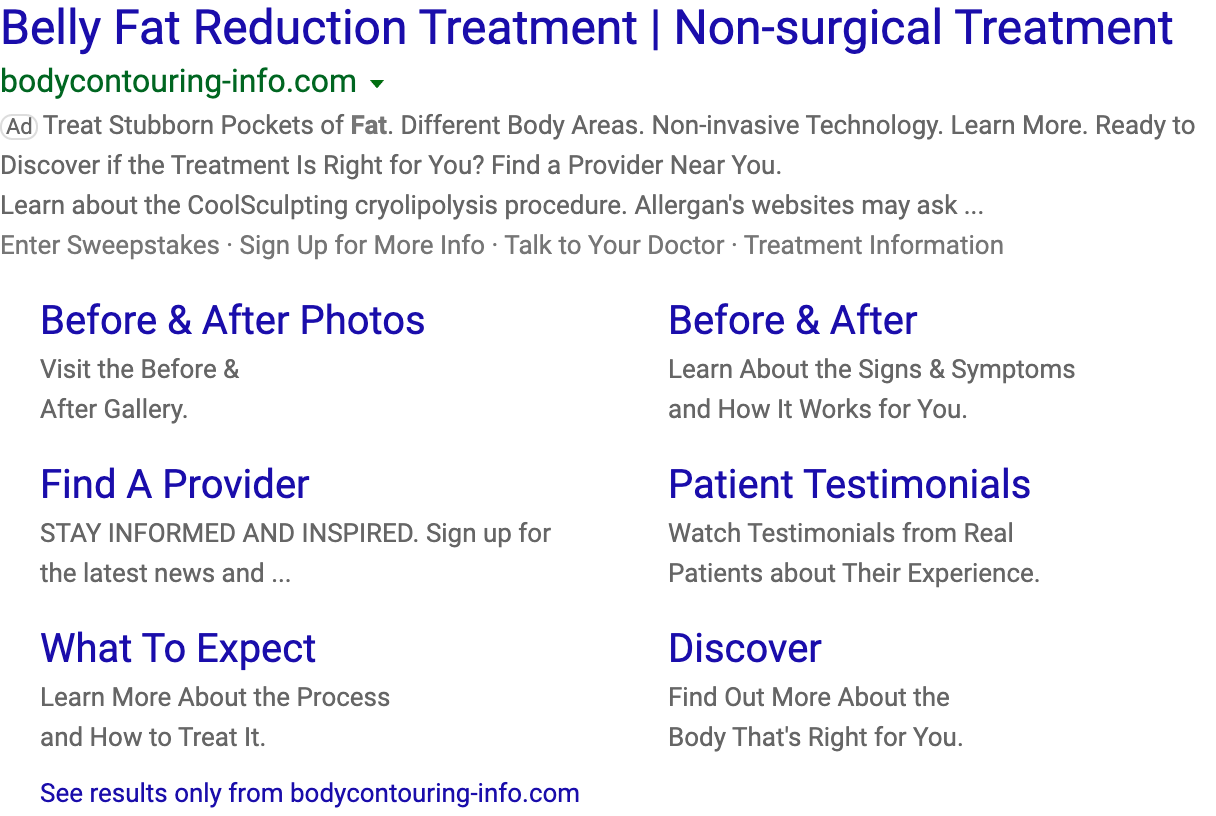 Belly Fat Reduction Treatment | Non-surgical Treatment
bodycontouring-info.com
Ad Treat Stubborn Pockets of Fat. Different Body Areas. Non-invasive Technology. Learn More. Ready to
Discover if the Treatment Is Right for You? Find a Provider Near You.
Learn about the CoolSculpting cryolipolysis procedure. Allergan's websites may ask ...
Enter Sweepstakes · Sign Up for More Info · Talk to Your Doctor · Treatment Information
Before & After Photos
Visit the Before &
After Gallery.
Before & After
Learn About the Signs & Symptoms
and How It Works for You.
Find A Provider
STAY INFORMED AND INSPIRED. Sign up for
the latest news and ...
Patient Testimonials
Watch Testimonials from Real
Patients about Their Experience.
What To Expect
Learn More About the Process
and How to Treat It.
Discover
Find Out More About the
Body That's Right for You.
See results only from bodycontouring-info.com